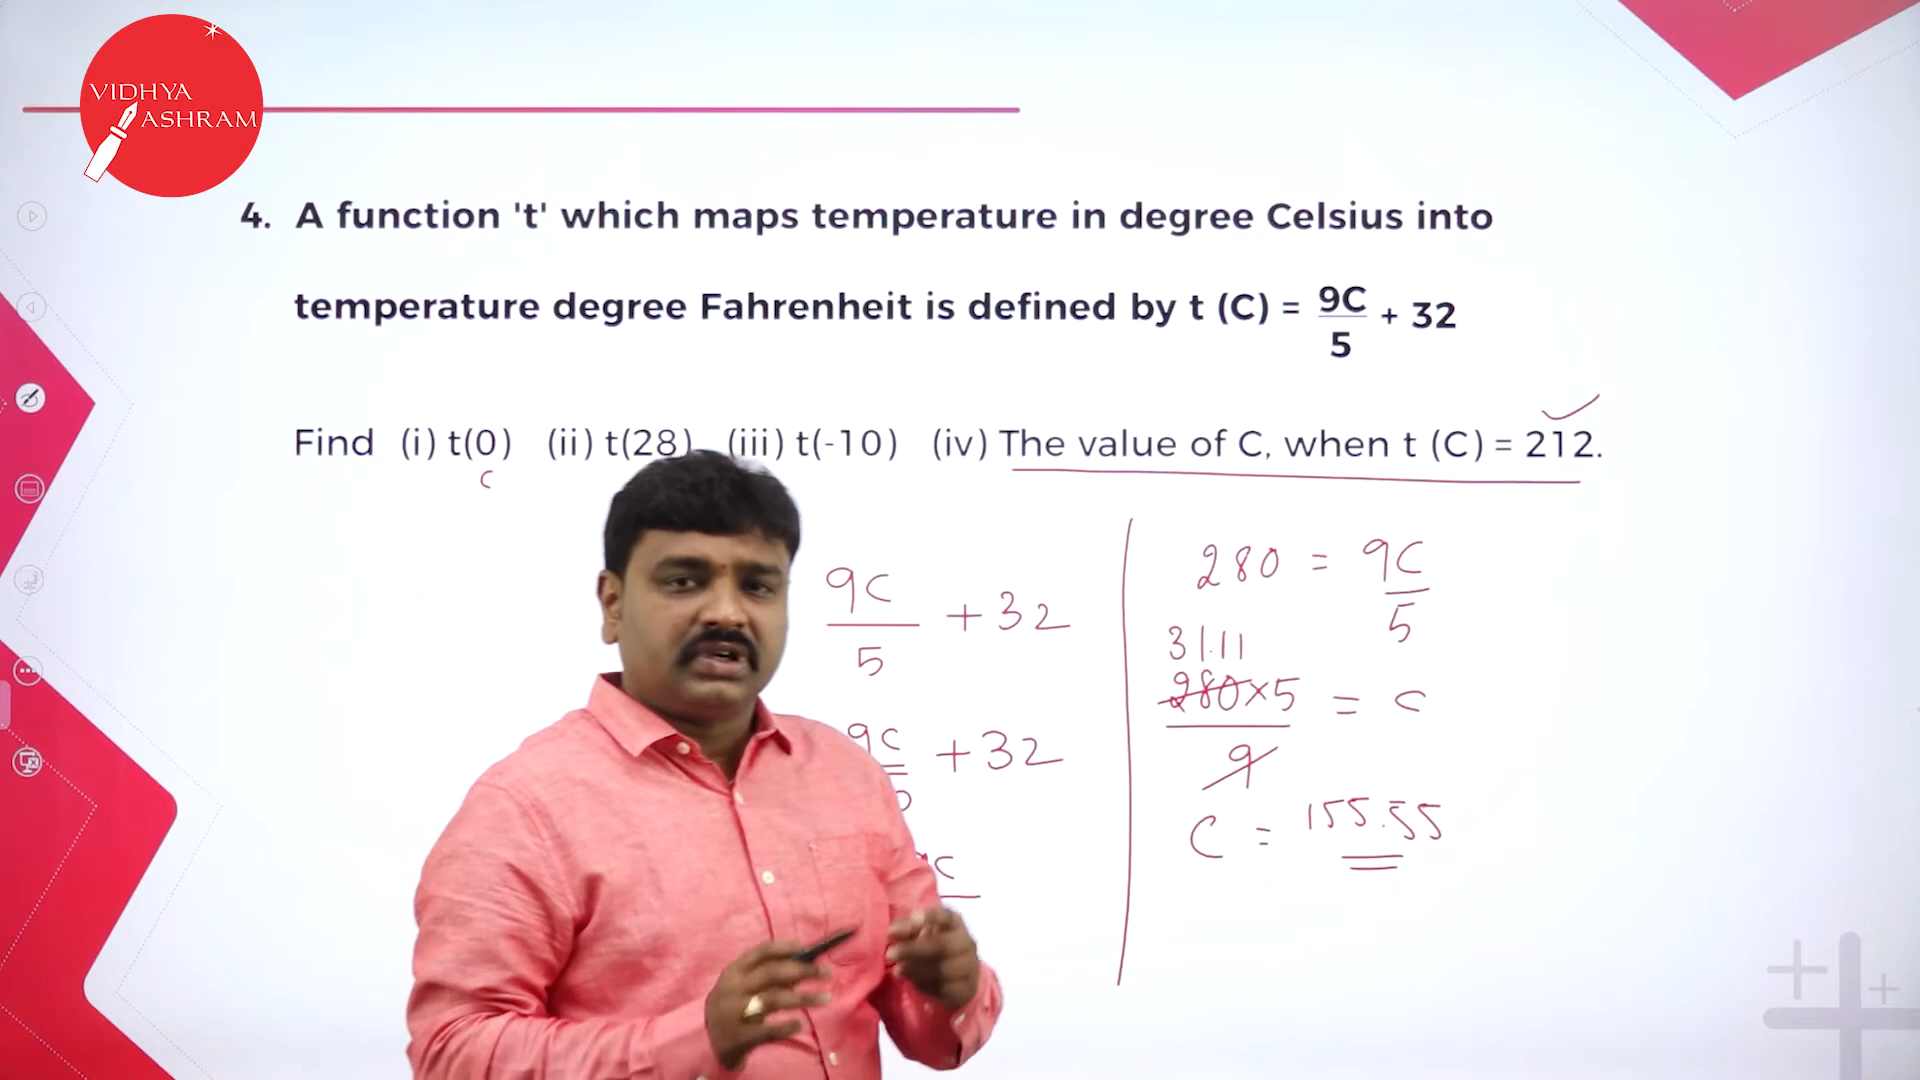 VIDHYA
ASHRAM
4. A function 't' which maps temperature in degree Celsius into
temperature degree Fahrenheit is defined by t (C) = 9C/5 + 32
Find (i) t(0) (ii) t(28) (iii) t(-10) (iv) The value of C, when t (C) = 212.
c
9C/5 + 32
9C + 32
C
280 = 9C/5
31.11
280×5/9 = C
C = 155.55